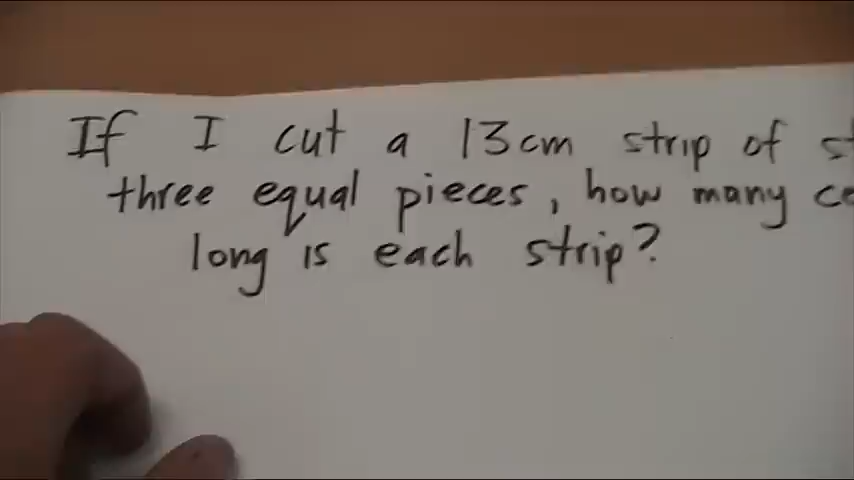 If I cut a 13cm strip of
three equal pieces, how many
long is each strip?